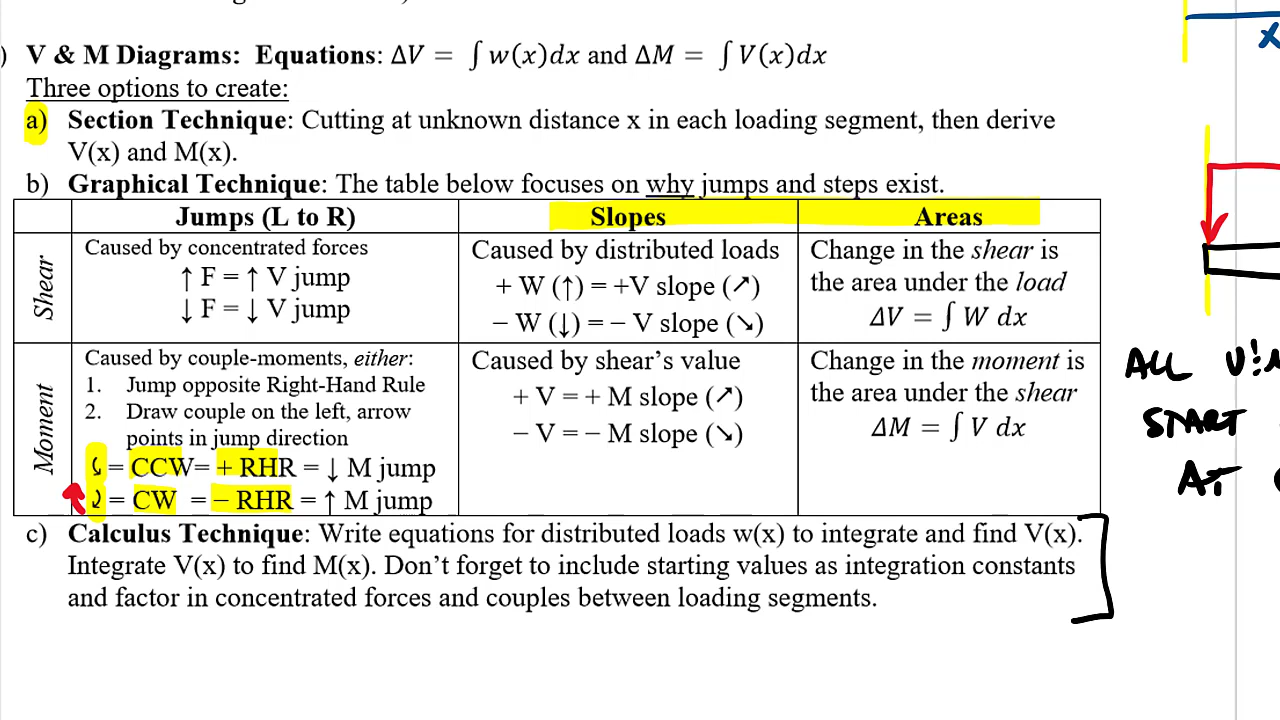 ) V & M Diagrams: Equations: ΔV = ∫ w(x)dx and ΔM = ∫ V(x)dx
Three options to create:
a) Section Technique: Cutting at unknown distance x in each loading segment, then derive
V(x) and M(x).
b) Graphical Technique: The table below focuses on why jumps and steps exist.
Jumps (L to R) Slopes Areas
Shear
Caused by concentrated forces
↑ F = ↑ V jump
↓ F = ↓ V jump
Caused by distributed loads
+ W (↑) = +V slope (↗)
− W (↓) = − V slope (↘)
Change in the shear is
the area under the load
ΔV = ∫ W dx
Moment
Caused by couple-moments, either:
1. Jump opposite Right-Hand Rule
2. Draw couple on the left, arrow
points in jump direction
⤹ = CCW= + RHR = ↓ M jump
⤸ = CW = − RHR = ↑ M jump
Caused by shear's value
+ V = + M slope (↗)
− V = − M slope (↘)
Change in the moment is
the area under the shear
ΔM = ∫ V dx
c) Calculus Technique: Write equations for distributed loads w(x) to integrate and find V(x).
Integrate V(x) to find M(x). Don't forget to include starting values as integration constants
and factor in concentrated forces and couples between loading segments.
x
ALL
START
AT